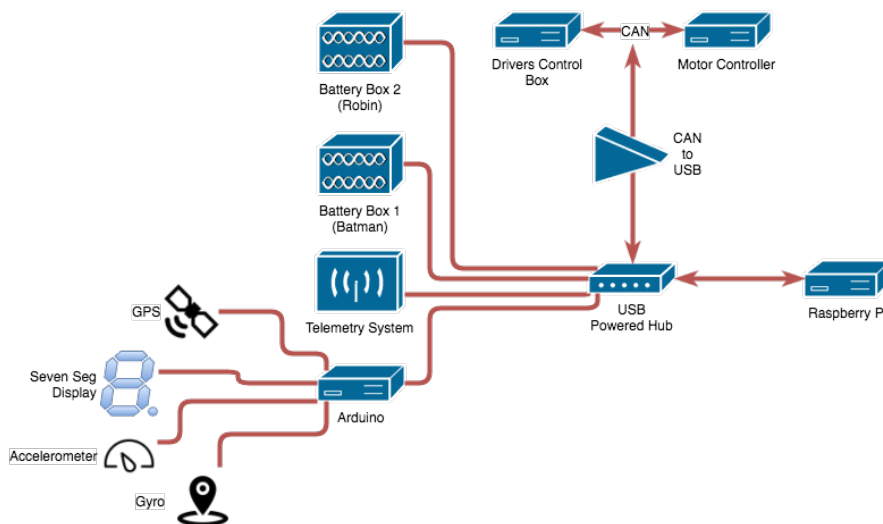 CAN
Drivers Control
Box
Motor Controller
Battery Box 2
(Robin)
CAN
to
USB
Battery Box 1
(Batman)
GPS
Telemetry System
USB
Powered Hub
Raspberry P
Seven Seg
Display
Arduino
Accelerometer
Gyro